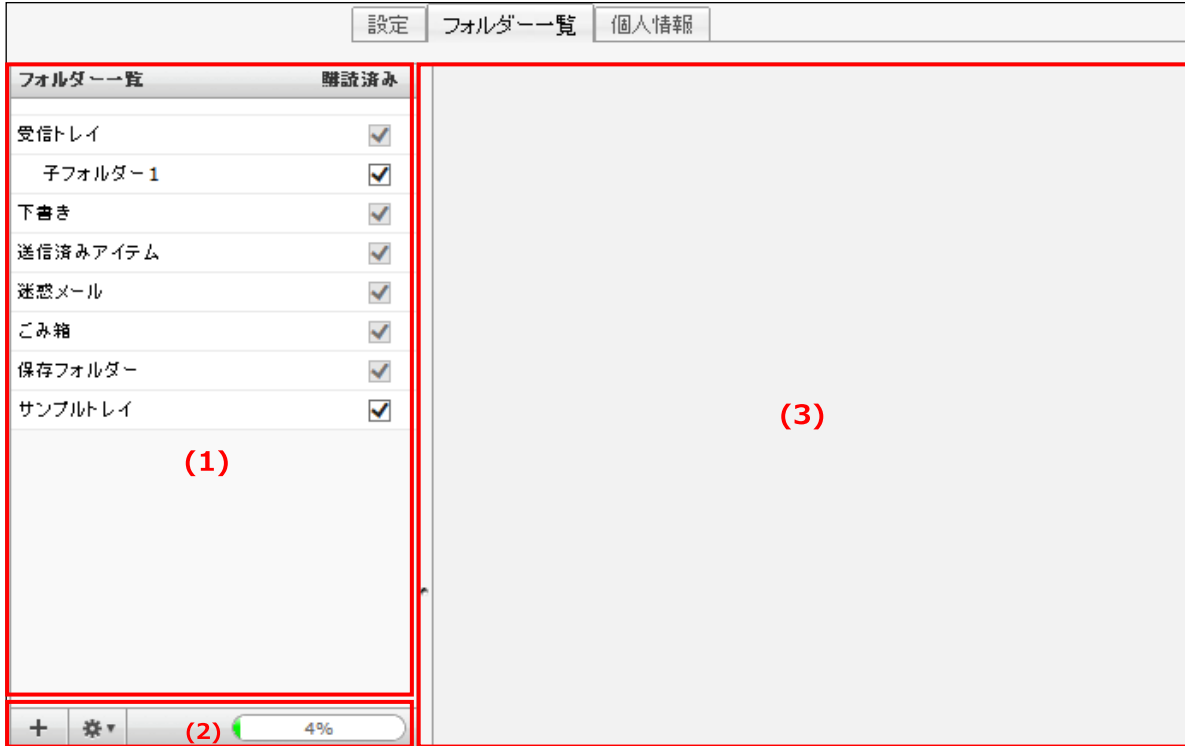 設定 フォルダー一覧 個人情報
フォルダー一覧 購読済み
受信トレイ
子フォルダー1
下書き
送信済みアイテム
迷惑メール
ごみ箱
保存フォルダー
サンプルトレイ
(1)
(3)
(2) 4%